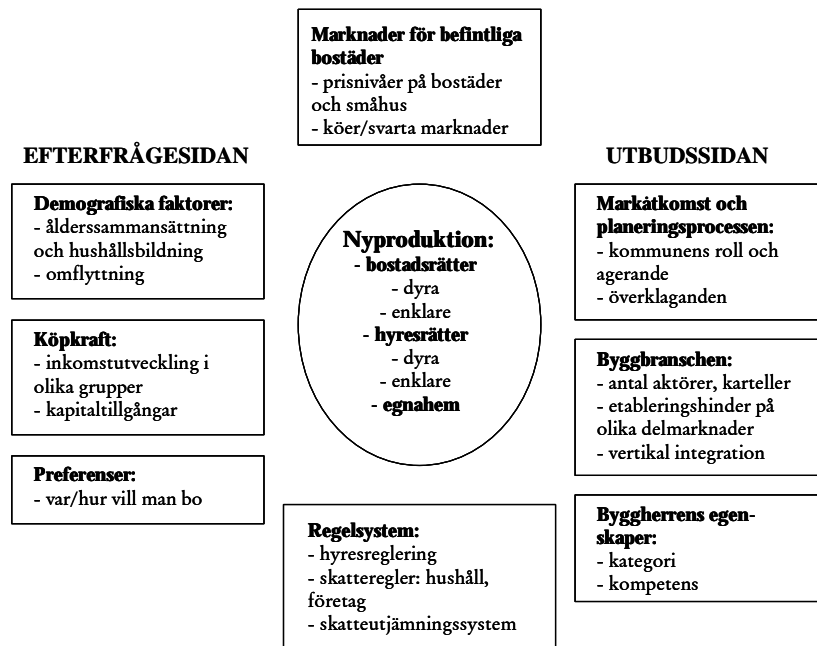 Marknader för befintliga
bostäder
- prisnivåer på bostäder
och småhus
- köer/svarta marknader
EFTERFRÅGESIDAN
Demografiska faktorer:
- ålderssammansättning
och hushållsbildning
- omflyttning
Köpkraft:
- inkomstutveckling i
olika grupper
- kapitaltillgångar
Preferenser:
- var/hur vill man bo
Nyproduktion:
- bostadsrätter
- dyra
- enklare
- hyresrätter
- dyra
- enklare
- egnahem
Regelsystem:
- hyresreglering
- skatteregler: hushåll,
företag
- skatteutjämningssystem
UTBUDSSIDAN
Markåtkomst och
planeringsprocessen:
- kommunens roll och
agerande
- överklaganden
Byggbranschen:
- antal aktörer, karteller
- etableringshinder på
olika delmarknader
- vertikal integration
Byggherrens egen-
skaper:
- kategori
- kompetens